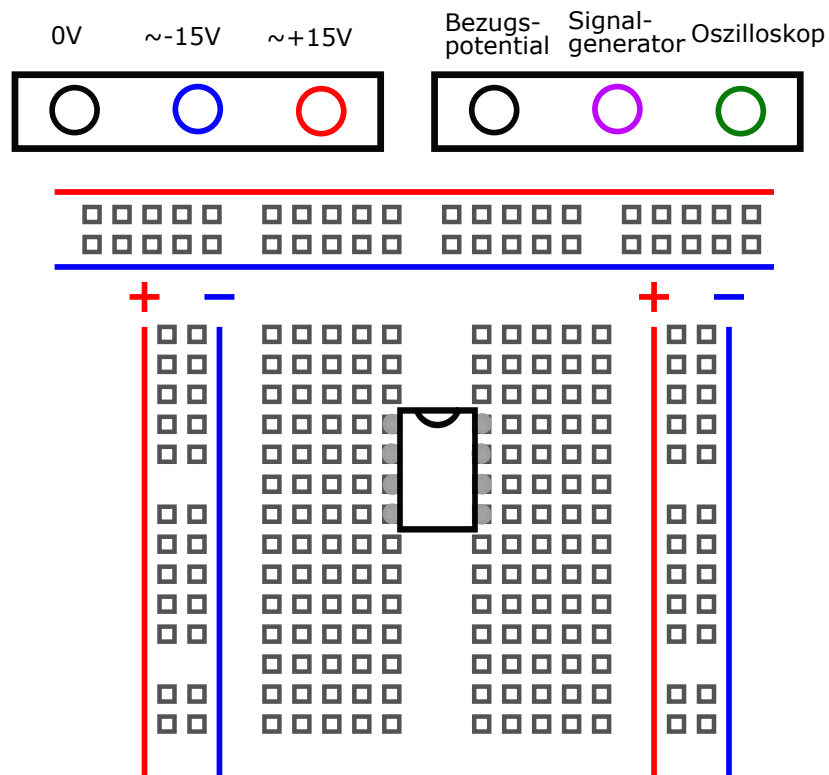 0V
~-15V
~+15V
Bezugs-
potential
Signal-
generator
Oszilloskop
+ −
+ −